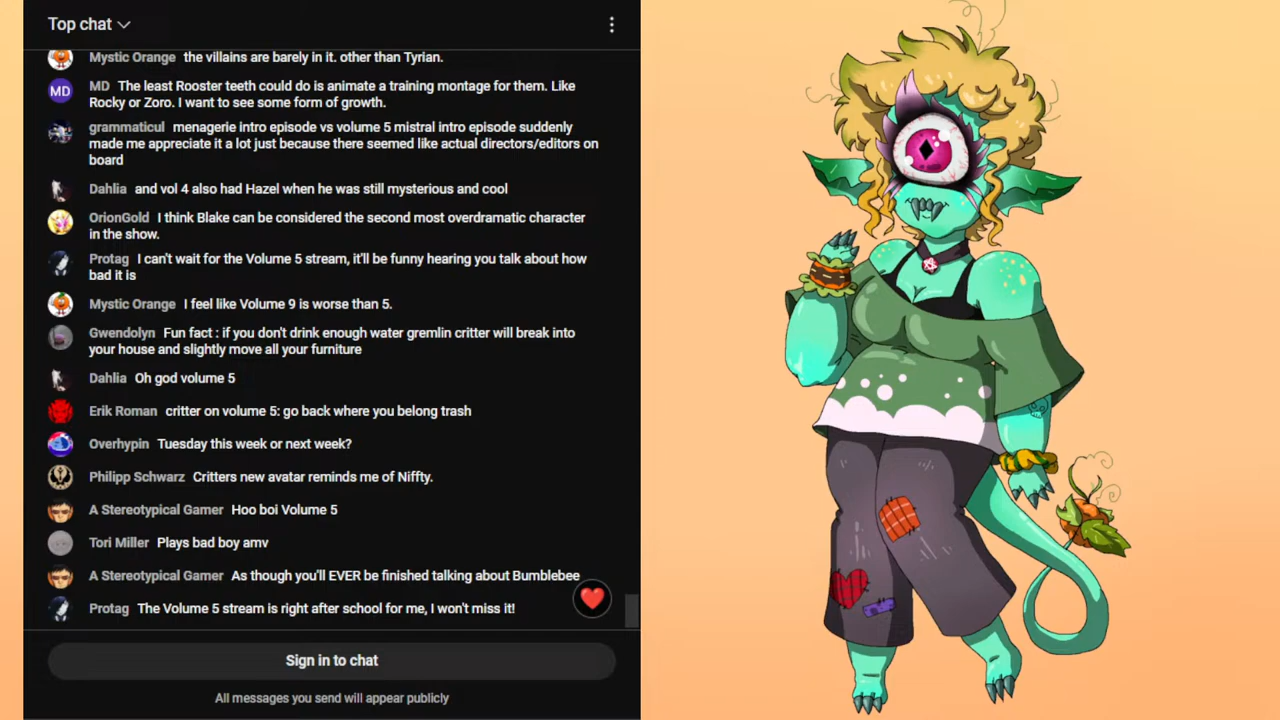 Top chat
Mystic Orange the villains are barely in it. other than Tyrian.
MD MD The least Rooster teeth could do is animate a training montage for them. Like
Rocky or Zoro. I want to see some form of growth.
grammaticul menagerie intro episode vs volume 5 mistral intro episode suddenly
made me appreciate it a lot just because there seemed like actual directors/editors on
board
Dahlia and vol 4 also had Hazel when he was still mysterious and cool
OrionGold I think Blake can be considered the second most overdramatic character
in the show.
Protag I can't wait for the Volume 5 stream, it'll be funny hearing you talk about how
bad it is
Mystic Orange I feel like Volume 9 is worse than 5.
Gwendolyn Fun fact : if you don't drink enough water gremlin critter will break into
your house and slightly move all your furniture
Dahlia Oh god volume 5
Erik Roman critter on volume 5: go back where you belong trash
Overhypin Tuesday this week or next week?
Philipp Schwarz Critters new avatar reminds me of Niffty.
A Stereotypical Gamer Hoo boi Volume 5
Tori Miller Plays bad boy amv
A Stereotypical Gamer As though you'll EVER be finished talking about Bumblebee
Protag The Volume 5 stream is right after school for me, I won't miss it!
Sign in to chat
All messages you send will appear publicly